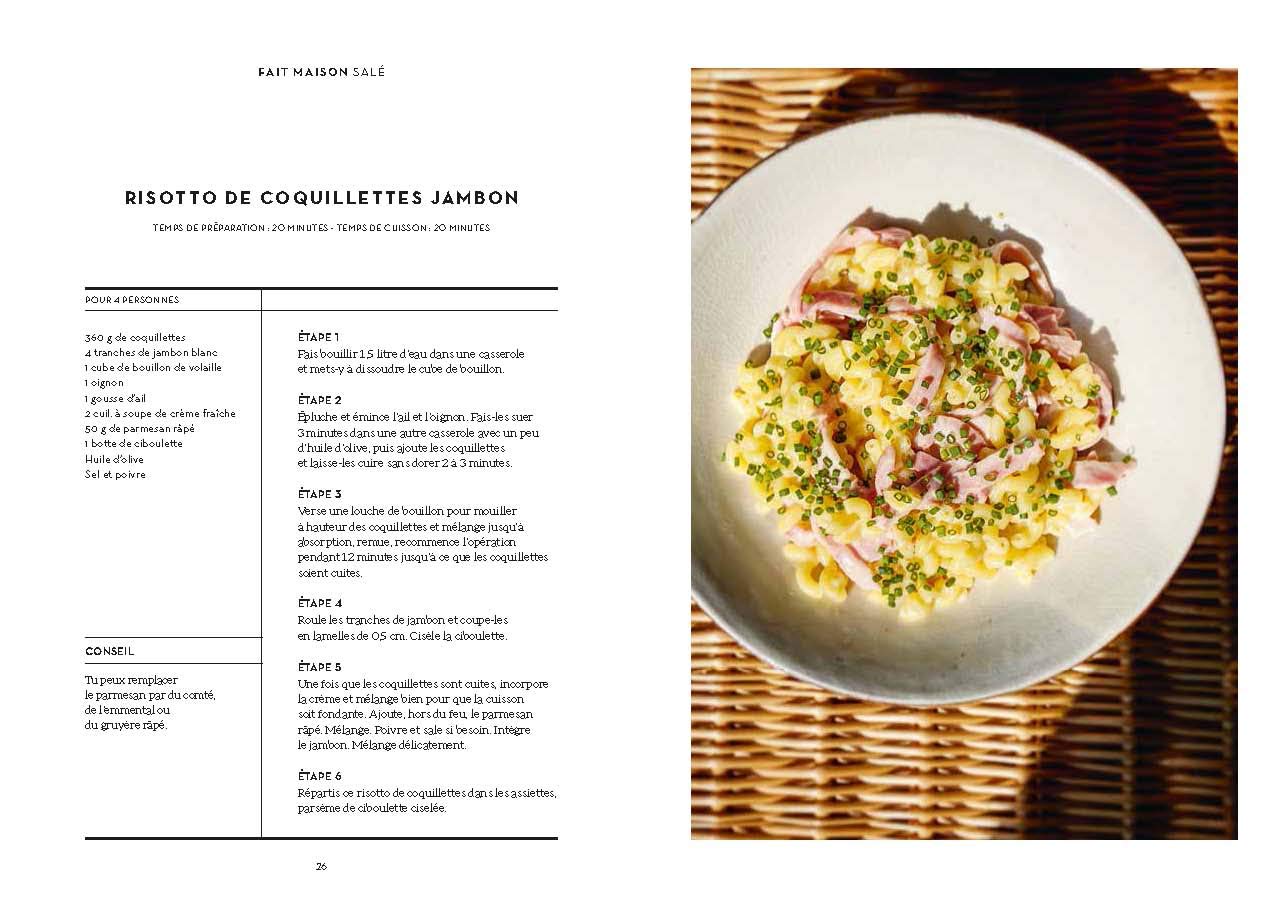 FAIT MAISON SALÉ
RISOTTO DE COQUILLETTES JAMBON
TEMPS DE PRÉPARATION : 20 MINUTES - TEMPS DE CUISSON : 20 MINUTES
POUR 4 PERSONNES
360 g de coquillettes
4 tranches de jambon blanc
1 cube de bouillon de volaille
1 oignon
1 gousse d'ail
2 cuil. à soupe de crème fraîche
50 g de parmesan râpé
1 botte de ciboulette
Huile d'olive
Sel et poivre
CONSEIL
Tu peux remplacer
le parmesan par du comté,
de l'emmental ou
du gruyère râpé.
ÉTAPE 1
Fais bouillir 1,5 litre d'eau dans une casserole
et mets-y à dissoudre le cube de bouillon.
ÉTAPE 2
Épluche et émince l'ail et l'oignon. Fais-les suer
3 minutes dans une autre casserole avec un peu
d'huile d'olive, puis ajoute les coquillettes
et laisse-les cuire sans dorer 2 à 3 minutes.
ÉTAPE 3
Verse une louche de bouillon pour mouiller
à hauteur des coquillettes et mélange jusqu'à
absorption, remue, recommence l'opération
pendant 12 minutes jusqu'à ce que les coquillettes
soient cuites.
ÉTAPE 4
Roule les tranches de jambon et coupe-les
en lamelles de 0,5 cm. Cisèle la ciboulette.
ÉTAPE 5
Une fois que les coquillettes sont cuites, incorpore
la crème et mélange bien pour que la cuisson
soit fondante. Ajoute, hors du feu, le parmesan
râpé. Mélange. Poivre et sale si besoin. Intègre
le jambon. Mélange délicatement.
ÉTAPE 6
Répartis ce risotto de coquillettes dans les assiettes,
parsème de ciboulette ciselée.
26